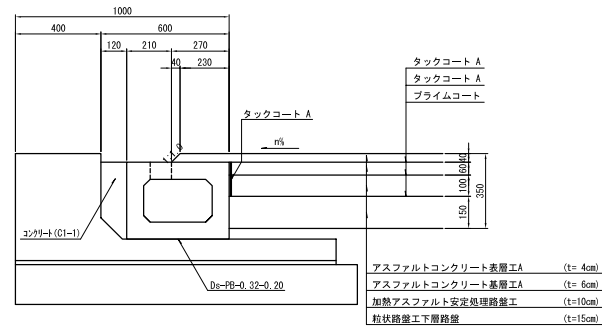 1000
400
600
120
210
270
40
230
タックコート A
タックコート A
プライムコート
タックコート A
n%
1:1.0
40
60
100
150
350
コンクリート(C1-1)
Ds-PB-0.32-0.20
アスファルトコンクリート表層工A (t= 4cm)
アスファルトコンクリート基層工A (t= 6cm)
加熱アスファルト安定処理路盤工 (t=10cm)
粒状路盤工下層路盤 (t=15cm)